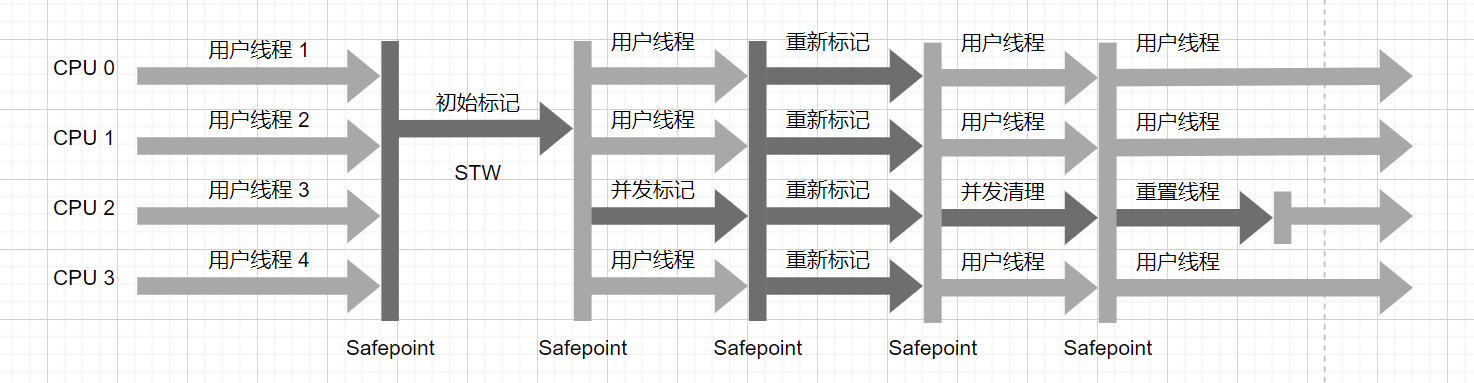 CPU 0
用户线程 1
用户线程
重新标记
用户线程
用户线程
初始标记
CPU 1
用户线程 2
用户线程
重新标记
用户线程
用户线程
STW
CPU 2
用户线程 3
并发标记
重新标记
并发清理
重置线程
CPU 3
用户线程 4
用户线程
重新标记
用户线程
用户线程
Safepoint
Safepoint
Safepoint
Safepoint
Safepoint